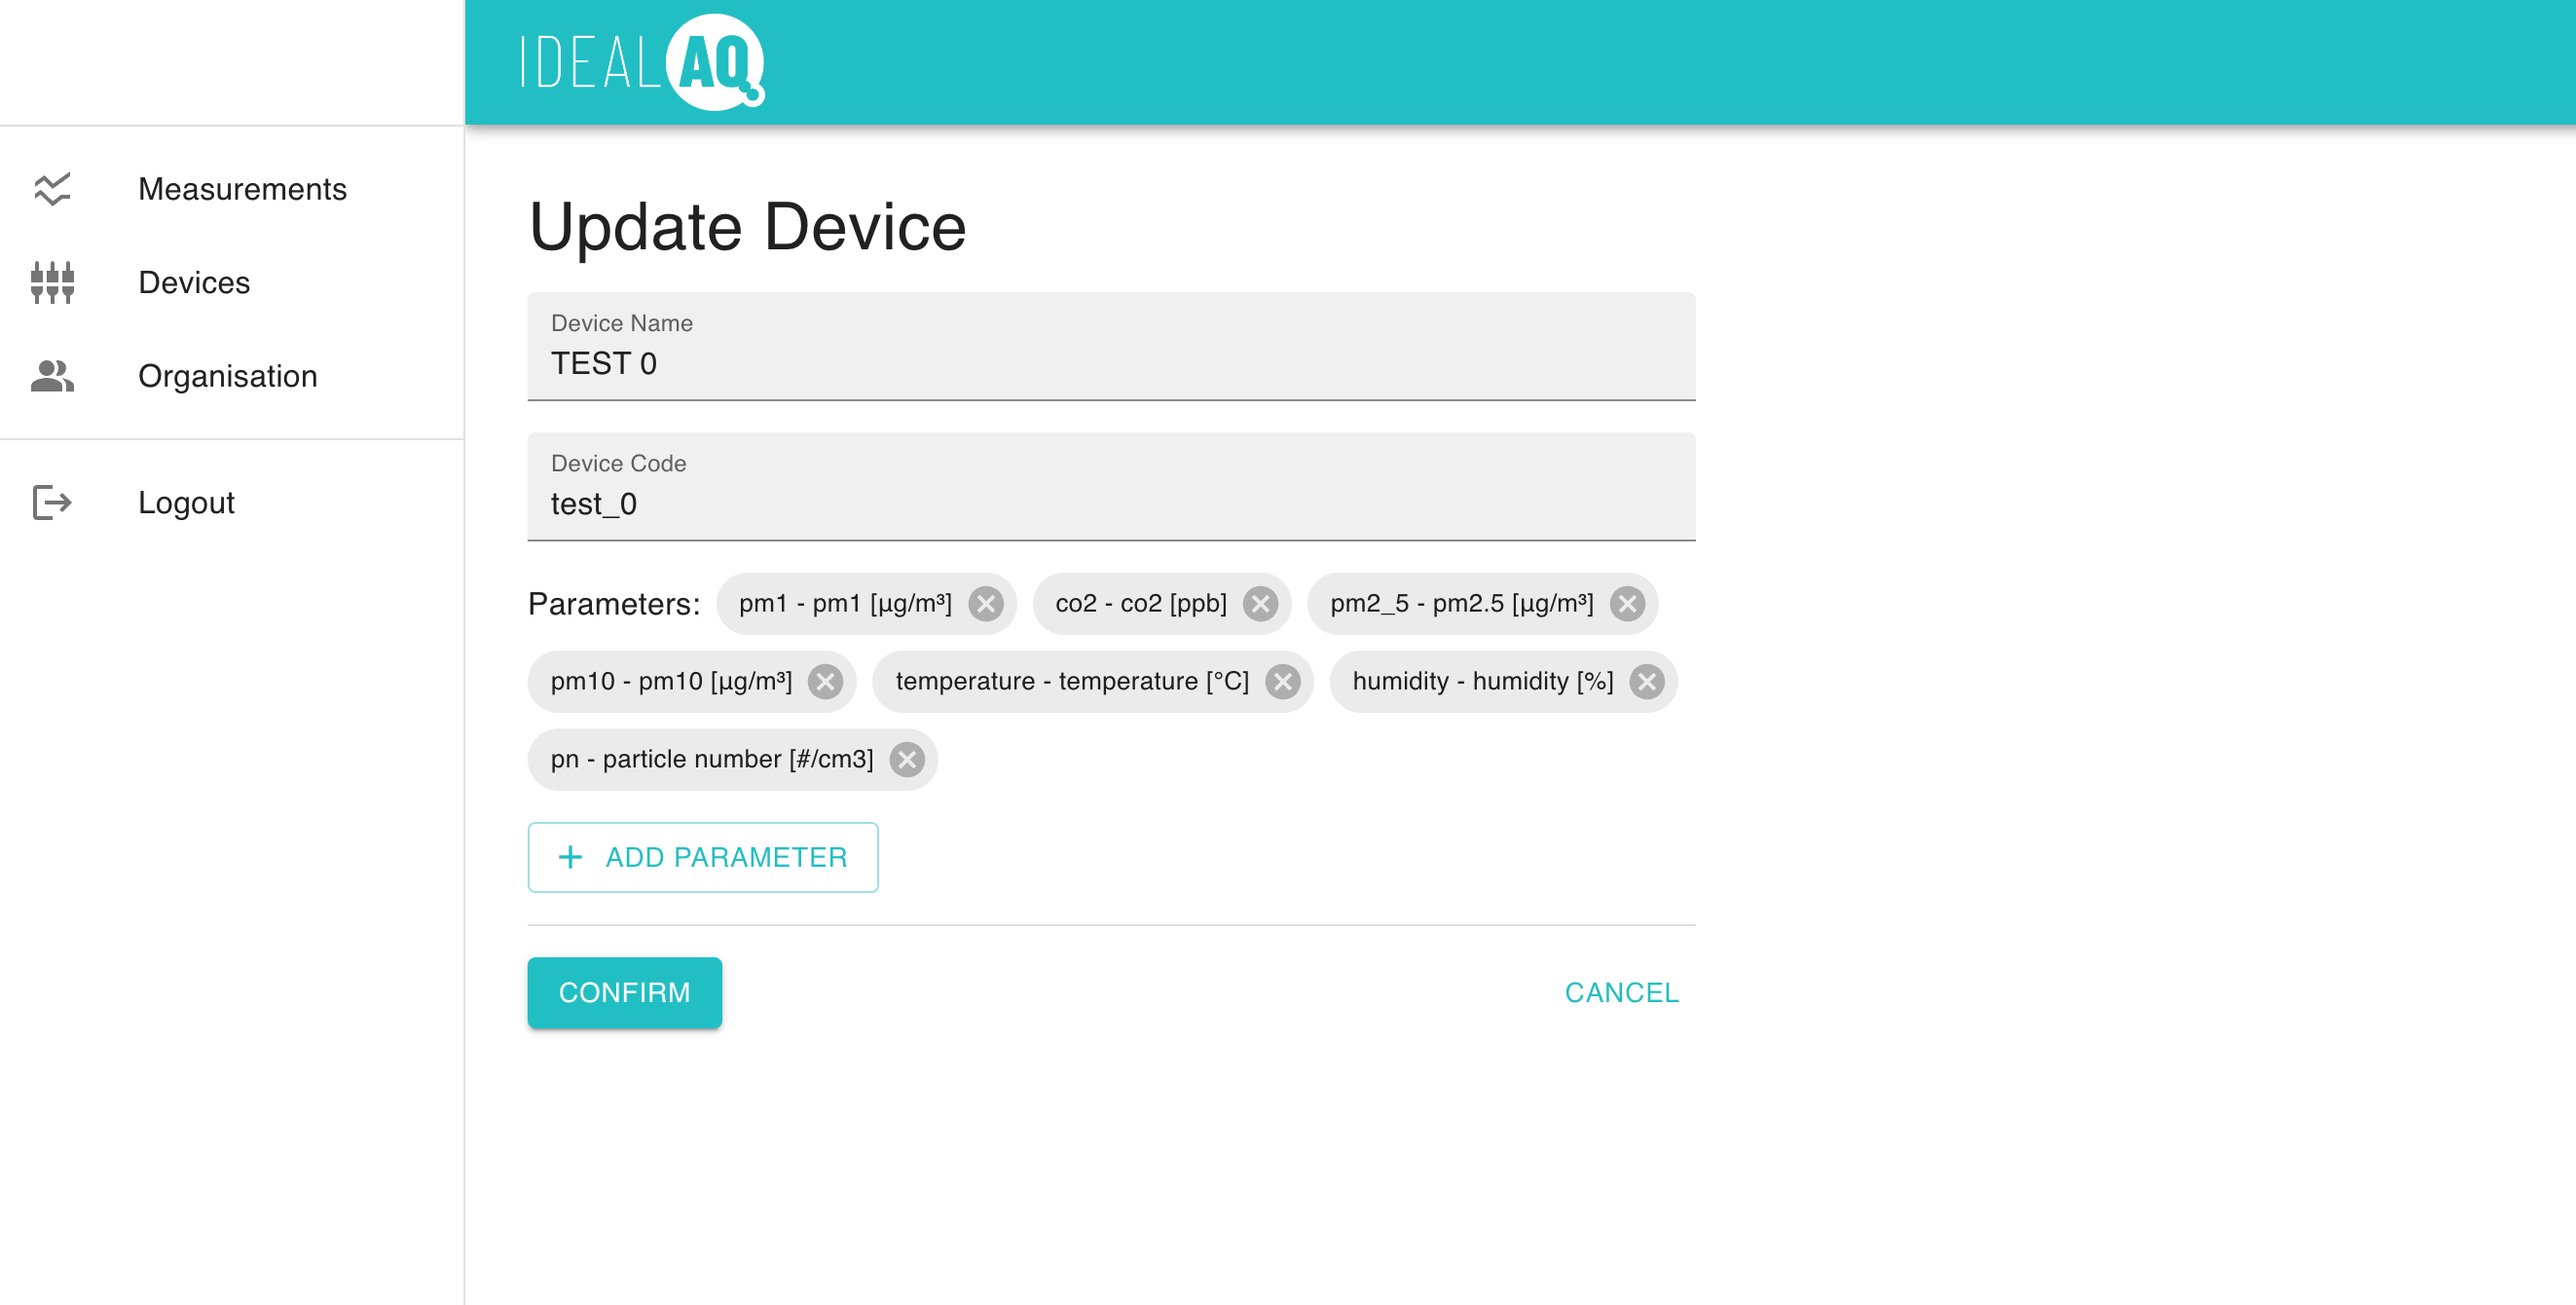 IDEAL AQ
Measurements
Devices
Organisation
Logout
Update Device
Device Name
TEST 0
Device Code
test_0
Parameters: pm1 - pm1 [µg/m³] co2 - co2 [ppb] pm2_5 - pm2.5 [µg/m³]
pm10 - pm10 [µg/m³] temperature - temperature [°C] humidity - humidity [%]
pn - particle number [#/cm3]
ADD PARAMETER
CONFIRM CANCEL